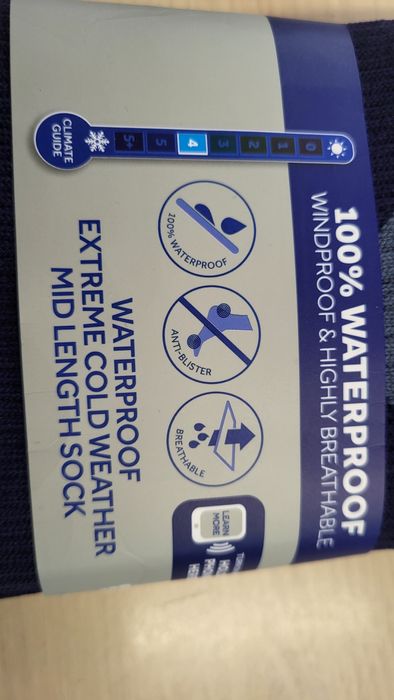 100% WATERPROOF
WINDPROOF & HIGHLY BREATHABLE
CLIMATE
GUIDE
5+ 5 4 3 2 1 0
100% WATERPROOF
ANTI-BLISTER
BREATHABLE
LEARN
MORE
WATERPROOF
EXTREME COLD WEATHER
MID LENGTH SOCK